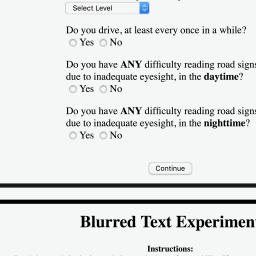 Select Level
Do you drive, at least every once in a while?
Yes No
Do you have ANY difficulty reading road signs
due to inadequate eyesight, in the daytime?
Yes No
Do you have ANY difficulty reading road signs
due to inadequate eyesight, in the nighttime?
Yes No
Continue
Blurred Text Experimen
Instructions: